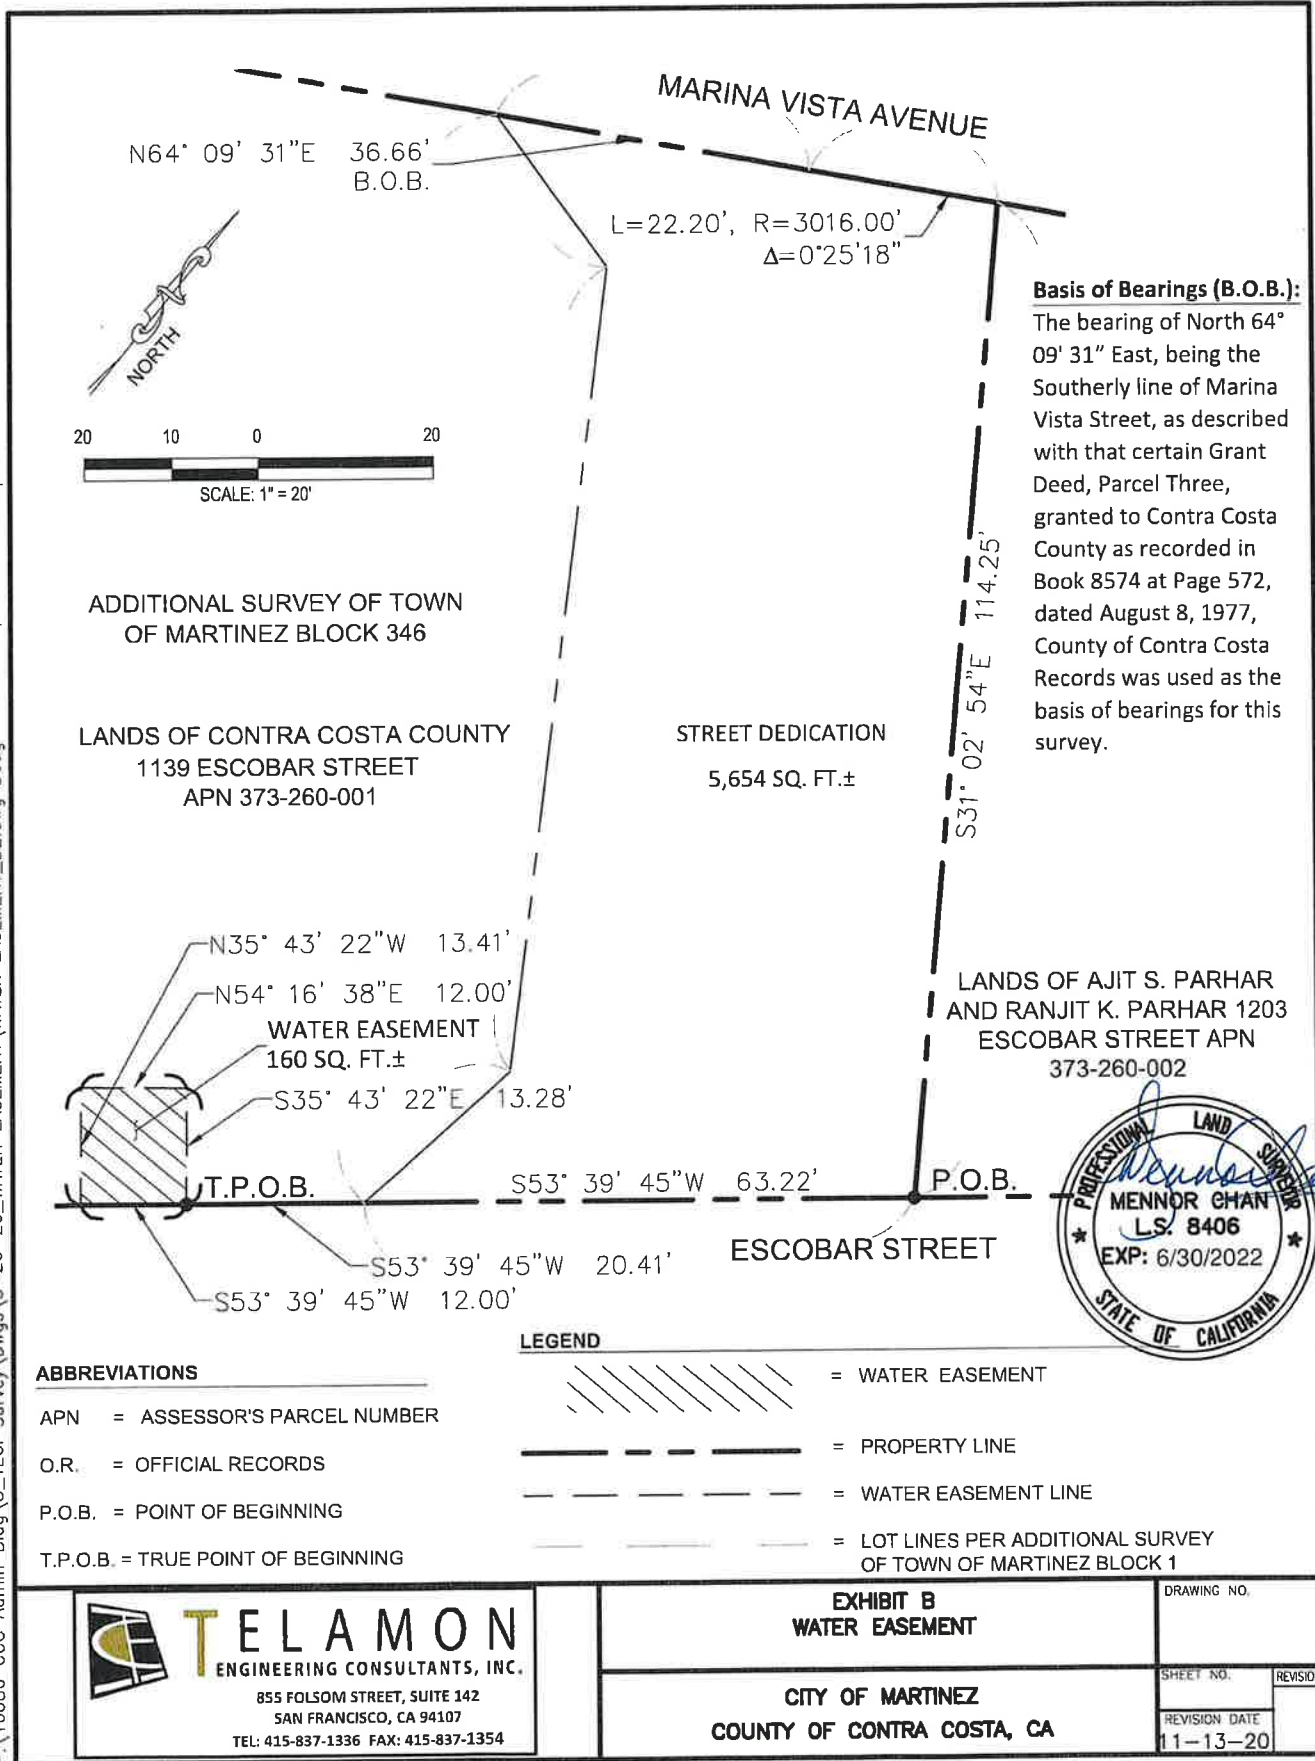 MARINA VISTA AVENUE
N64° 09' 31"E 36.66'
B.O.B.
L=22.20', R=3016.00'
Δ=0°25'18"
NORTH
20 10 0 20
SCALE: 1" = 20'
Basis of Bearings (B.O.B.):
The bearing of North 64°
09' 31" East, being the
Southerly line of Marina
Vista Street, as described
with that certain Grant
Deed, Parcel Three,
granted to Contra Costa
County as recorded in
Book 8574 at Page 572,
dated August 8, 1977,
County of Contra Costa
Records was used as the
basis of bearings for this
survey.
ADDITIONAL SURVEY OF TOWN
OF MARTINEZ BLOCK 346
LANDS OF CONTRA COSTA COUNTY
1139 ESCOBAR STREET
APN 373-260-001
STREET DEDICATION
5,654 SQ. FT.±
S31° 02' 54"E 114.25'
N35° 43' 22"W 13.41'
N54° 16' 38"E 12.00'
WATER EASEMENT
160 SQ. FT.±
S35° 43' 22"E 13.28'
LANDS OF AJIT S. PARHAR
AND RANJIT K. PARHAR 1203
ESCOBAR STREET APN
373-260-002
T.P.O.B.
S53° 39' 45"W 63.22'
P.O.B.
ESCOBAR STREET
S53° 39' 45"W 20.41'
S53° 39' 45"W 12.00'
PROFESSIONAL LAND SURVEYOR
MENNOR CHAN
L.S. 8406
EXP: 6/30/2022
STATE OF CALIFORNIA
ABBREVIATIONS
APN = ASSESSOR'S PARCEL NUMBER
O.R. = OFFICIAL RECORDS
P.O.B. = POINT OF BEGINNING
T.P.O.B. = TRUE POINT OF BEGINNING
LEGEND
= WATER EASEMENT
= PROPERTY LINE
= WATER EASEMENT LINE
= LOT LINES PER ADDITIONAL SURVEY
OF TOWN OF MARTINEZ BLOCK 1
TELAMON
ENGINEERING CONSULTANTS, INC.
855 FOLSOM STREET, SUITE 142
SAN FRANCISCO, CA 94107
TEL: 415-837-1336 FAX: 415-837-1354
EXHIBIT B
WATER EASEMENT
CITY OF MARTINEZ
COUNTY OF CONTRA COSTA, CA
DRAWING NO.
SHEET NO.
REVISIO
REVISION DATE
11-13-20